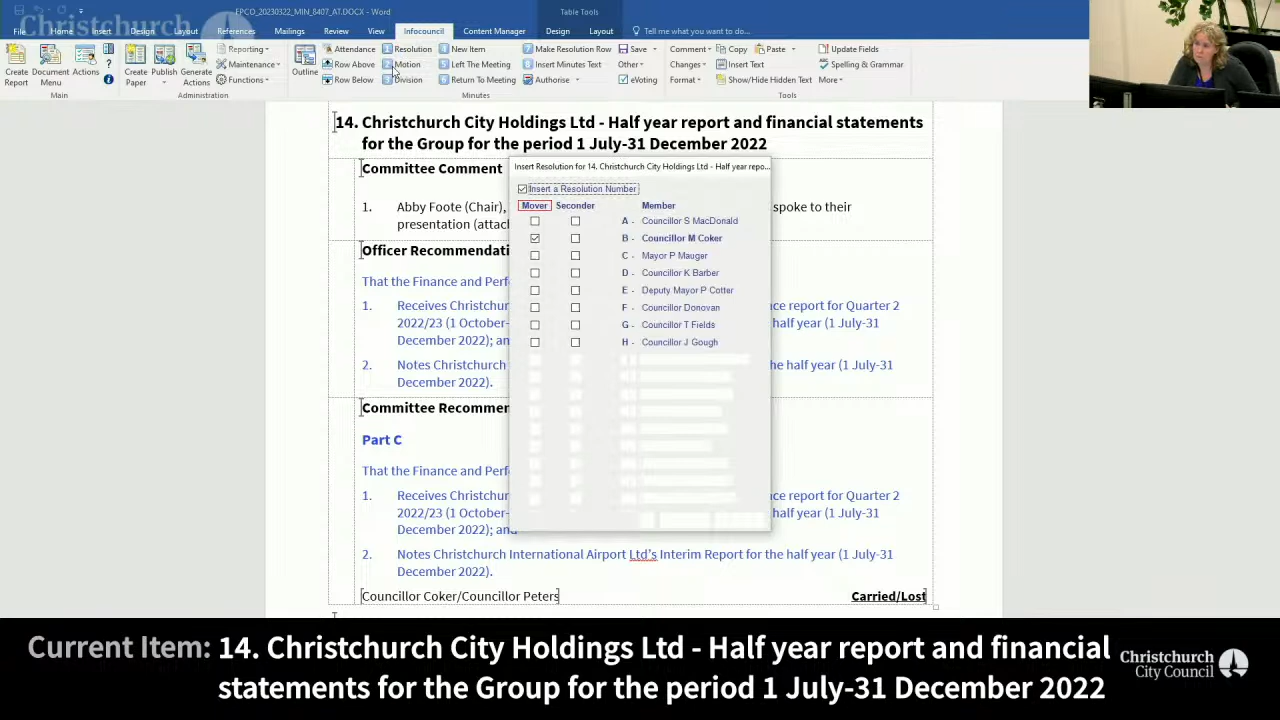 Christchurch
FPCO_20230322_MIN_8407_AT.DOCX - Word
Table Tools
File Home Insert Design Layout References Mailings Review View Infocouncil Content Manager Design Layout Tell me what you want to do...
Create Report
Document Menu
Actions
Main
Create Paper
Publish
Generate Actions
Reporting
Maintenance
Functions
Administration
Outline
Attendance
Row Above
Row Below
Resolution
Motion
Division
New Item
Left The Meeting
Return To Meeting
Make Resolution Row
Insert Minutes Text
Authorise
Save
Other
eVoting
Minutes
Comment
Changes
Format
Copy
Paste
Insert Text
Show/Hide Hidden Text
Update Fields
Spelling & Grammar
More
Tools
14. Christchurch City Holdings Ltd - Half year report and financial statements
for the Group for the period 1 July-31 December 2022
Committee Comment
1. Abby Foote (Chair), spoke to their
presentation (attac
Officer Recommendati
That the Finance and Perf
1. Receives Christchur ce report for Quarter 2
2022/23 (1 October- half year (1 July-31
December 2022); an
2. Notes Christchurch the half year (1 July-31
December 2022).
Committee Recommen
Part C
That the Finance and Perf
1. Receives Christchur ce report for Quarter 2
2022/23 (1 October- half year (1 July-31
December 2022); and
2. Notes Christchurch International Airport Ltd's Interim Report for the half year (1 July-31
December 2022).
Councillor Coker/Councillor Peters Carried/Lost
Insert Resolution for 14. Christchurch City Holdings Ltd - Half year repo...
Insert a Resolution Number
Mover Seconder Member
A - Councillor S MacDonald
B - Councillor M Coker
C - Mayor P Mauger
D - Councillor K Barber
E - Deputy Mayor P Cotter
F - Councillor Donovan
G - Councillor T Fields
H - Councillor J Gough
Current Item: 14. Christchurch City Holdings Ltd - Half year report and financial
statements for the Group for the period 1 July-31 December 2022
Christchurch
City Council